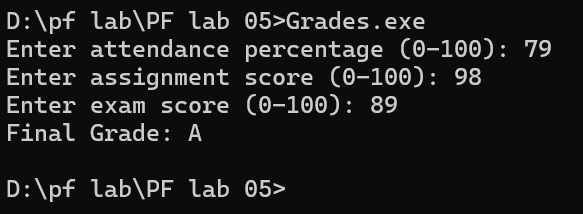 D:\pf lab\PF lab 05>Grades.exe
Enter attendance percentage (0-100): 79
Enter assignment score (0-100): 98
Enter exam score (0-100): 89
Final Grade: A
D:\pf lab\PF lab 05>